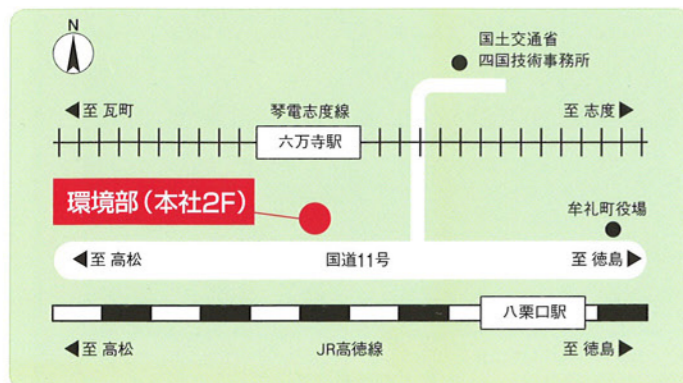 N
国土交通省
四国技術事務所
◀至 瓦町
琴電志度線
至 志度▶
六万寺駅
環境部（本社2F）
牟礼町役場
◀至 高松
国道11号
至 徳島▶
八栗口駅
◀至 高松
JR高徳線
至 徳島▶